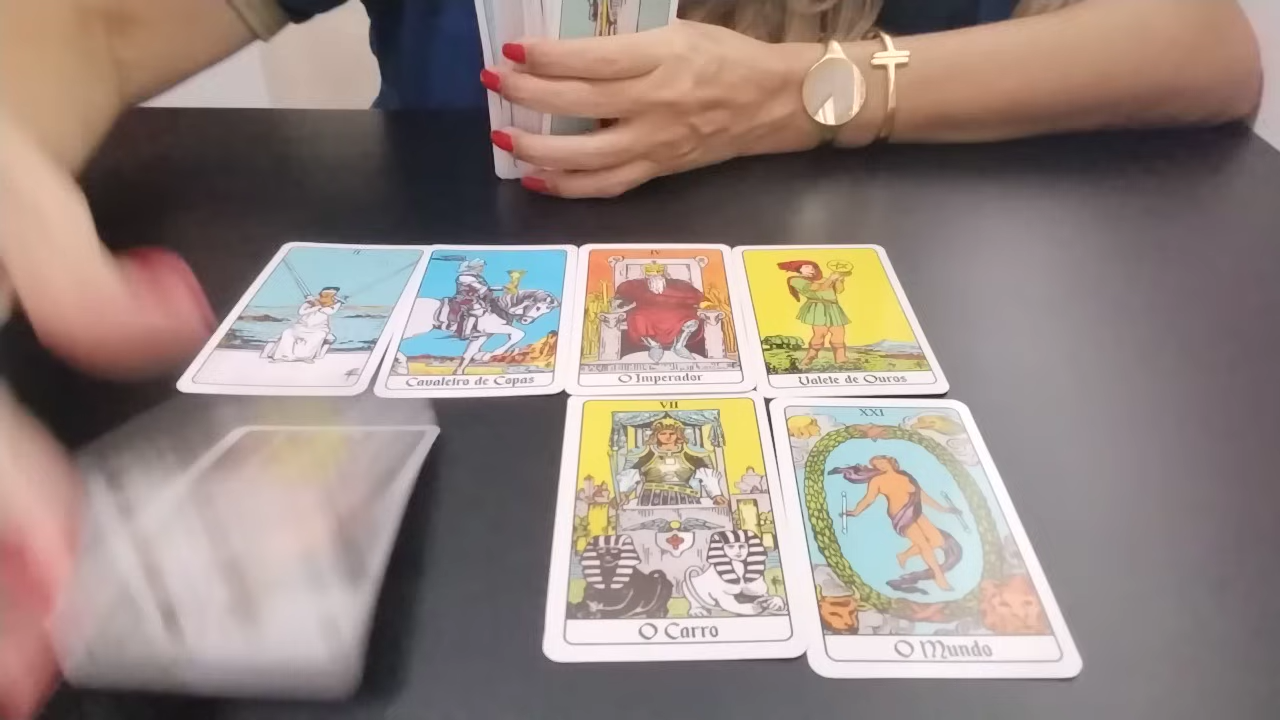 II
Cavaleiro de Copas
IV
O Imperador
Valete de Ouros
VII
O Carro
XXI
O Mundo